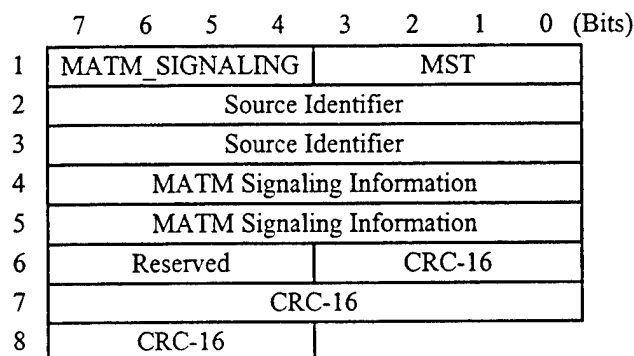 7 6 5 4 3 2 1 0 (Bits)
1 MATM_SIGNALING MST
2 Source Identifier
3 Source Identifier
4 MATM Signaling Information
5 MATM Signaling Information
6 Reserved CRC-16
7 CRC-16
8 CRC-16